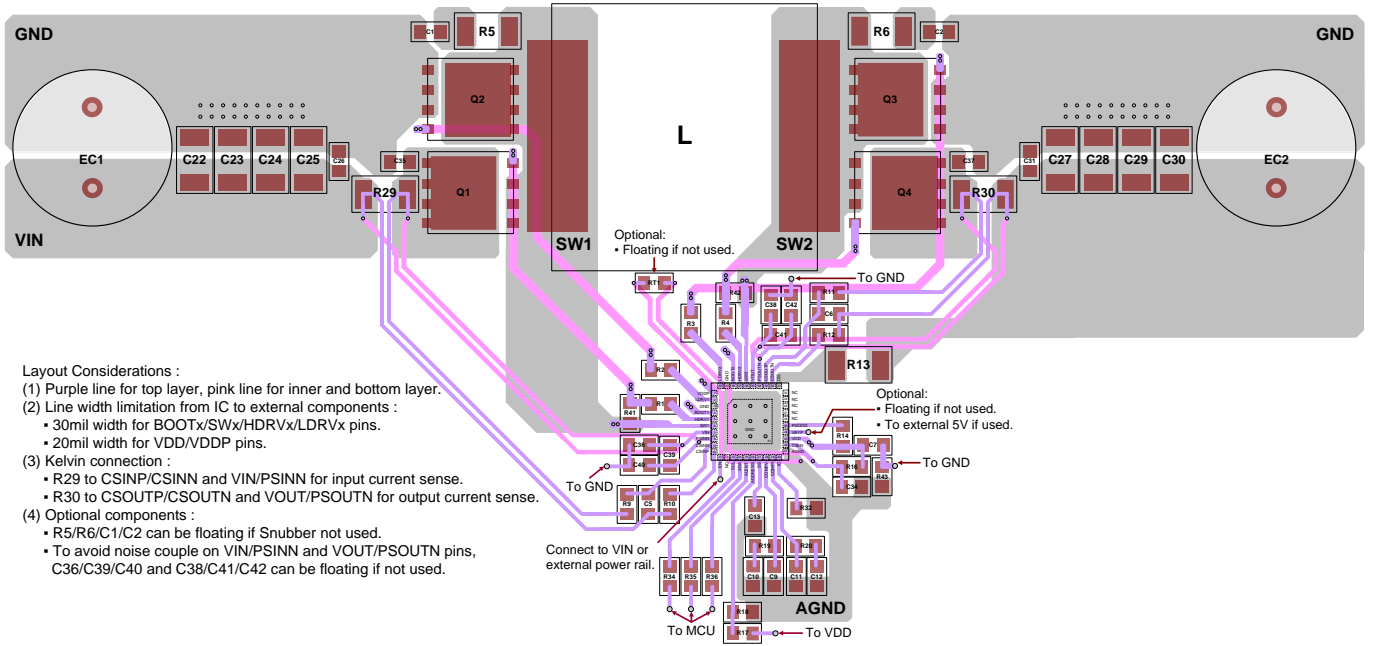 GND
C1
R5
R6
C2
GND
Q2
L
Q3
EC1
C22
C23
C24
C25
C26
C35
C37
C31
C27
C28
C29
C30
EC2
Q1
R29
Q4
R30
VIN
SW1
SW2
Optional:
▪ Floating if not used.
RT1
To GND
R42
C38
C42
R11
R3
R4
C6
C41
R12
R13
R2
Layout Considerations :
(1) Purple line for top layer, pink line for inner and bottom layer.
(2) Line width limitation from IC to external components :
▪ 30mil width for BOOTx/SWx/HDRVx/LDRVx pins.
▪ 20mil width for VDD/VDDP pins.
(3) Kelvin connection :
▪ R29 to CSINP/CSINN and VIN/PSINN for input current sense.
▪ R30 to CSOUTP/CSOUTN and VOUT/PSOUTN for output current sense.
(4) Optional components :
▪ R5/R6/C1/C2 can be floating if Snubber not used.
▪ To avoid noise couple on VIN/PSINN and VOUT/PSOUTN pins,
C36/C39/C40 and C38/C41/C42 can be floating if not used.
Optional:
▪ Floating if not used.
▪ To external 5V if used.
R41
R1
GND
NC
NC
NC
NC
NC
R14
C7
C36
C39
C40
R16
R43
C34
To GND
To GND
R9
C5
R10
C13
R32
Connect to VIN or
external power rail.
R19
R20
R34
R35
R36
C10
C9
C11
C12
AGND
R18
To MCU
R17
To VDD